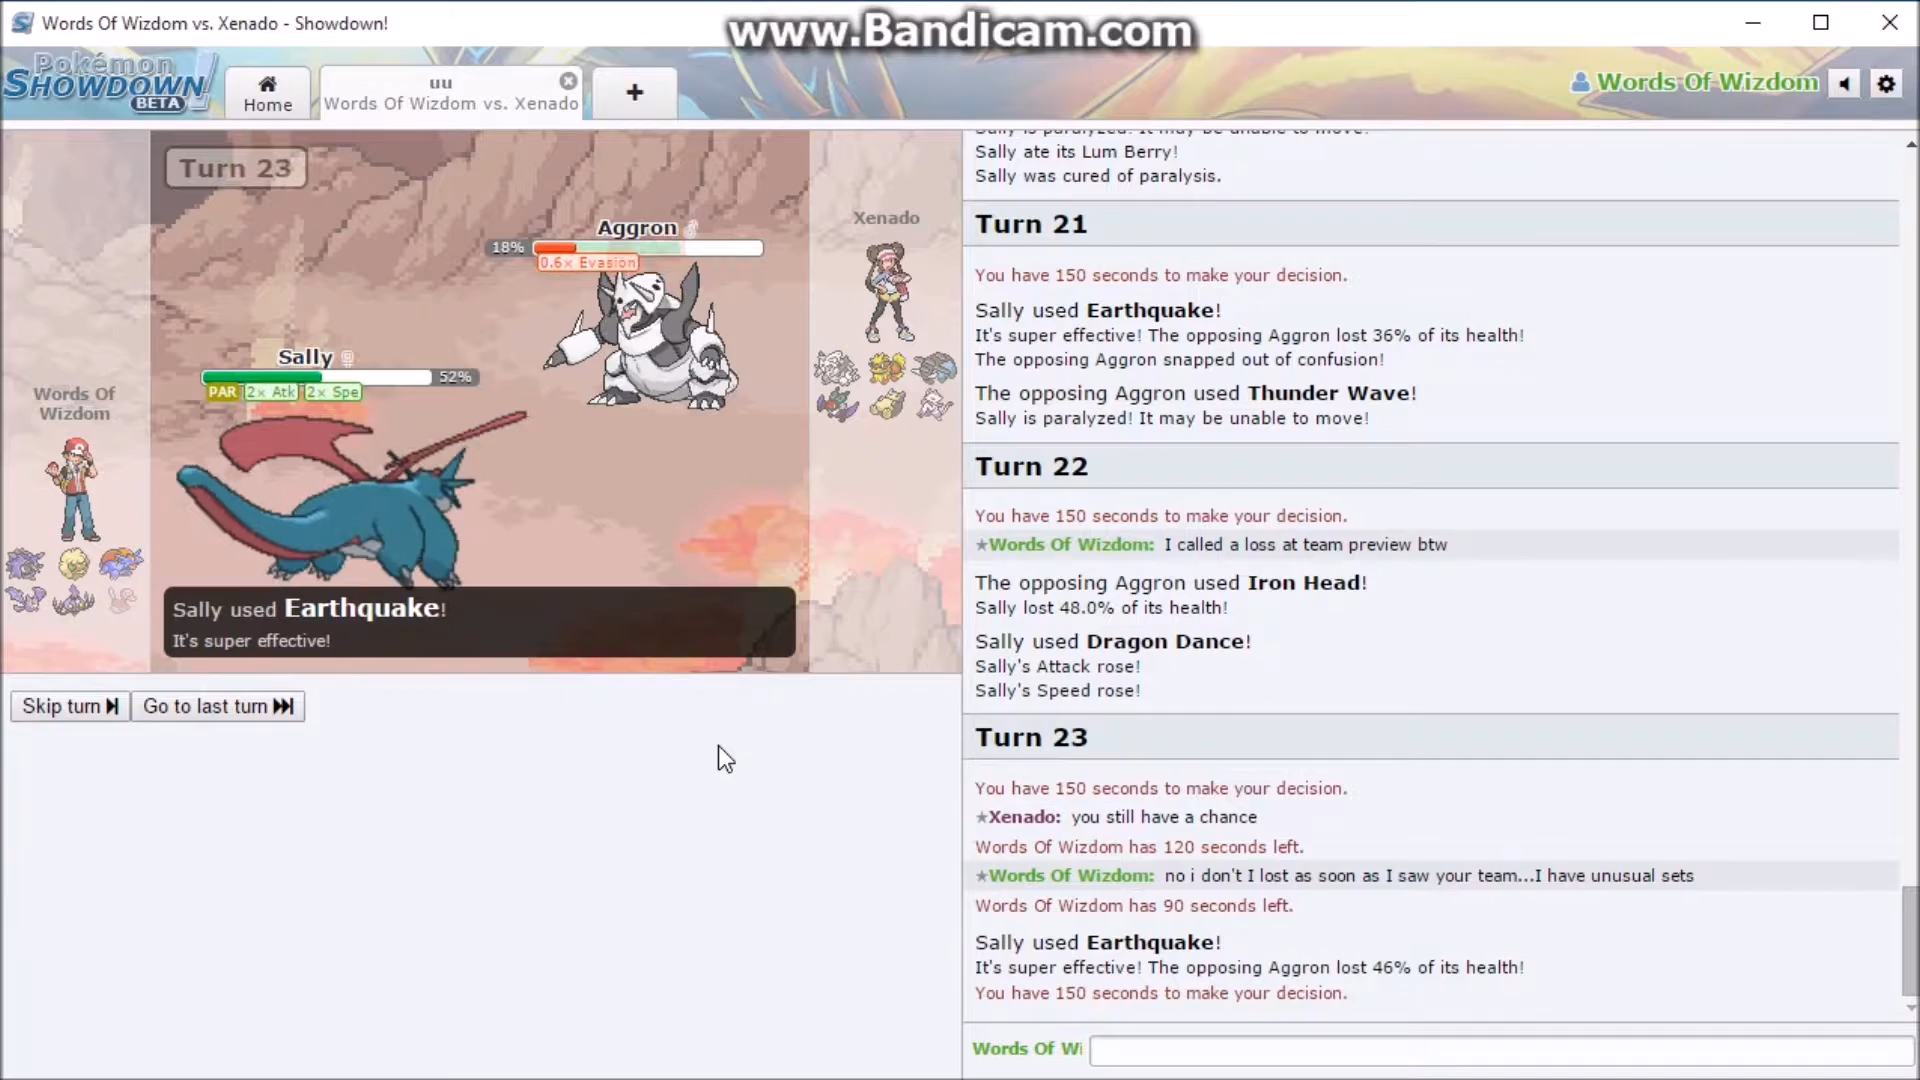 Words Of Wizdom vs. Xenado - Showdown!
www.Bandicam.com
Pokémon
SHOWDOWN!
BETA
Home
uu
Words Of Wizdom vs. Xenado
+
Words Of Wizdom
Turn 23
Aggron
18%
0.6× Evasion
Sally
52%
PAR 2× Atk 2× Spe
Words Of
Wizdom
Xenado
Sally used Earthquake!
It's super effective!
Skip turn
Go to last turn
Sally is paralyzed! It may be unable to move!
Sally ate its Lum Berry!
Sally was cured of paralysis.
Turn 21
You have 150 seconds to make your decision.
Sally used Earthquake!
It's super effective! The opposing Aggron lost 36% of its health!
The opposing Aggron snapped out of confusion!
The opposing Aggron used Thunder Wave!
Sally is paralyzed! It may be unable to move!
Turn 22
You have 150 seconds to make your decision.
★Words Of Wizdom: I called a loss at team preview btw
The opposing Aggron used Iron Head!
Sally lost 48.0% of its health!
Sally used Dragon Dance!
Sally's Attack rose!
Sally's Speed rose!
Turn 23
You have 150 seconds to make your decision.
★Xenado: you still have a chance
Words Of Wizdom has 120 seconds left.
★Words Of Wizdom: no i don't I lost as soon as I saw your team...I have unusual sets
Words Of Wizdom has 90 seconds left.
Sally used Earthquake!
It's super effective! The opposing Aggron lost 46% of its health!
You have 150 seconds to make your decision.
Words Of Wi